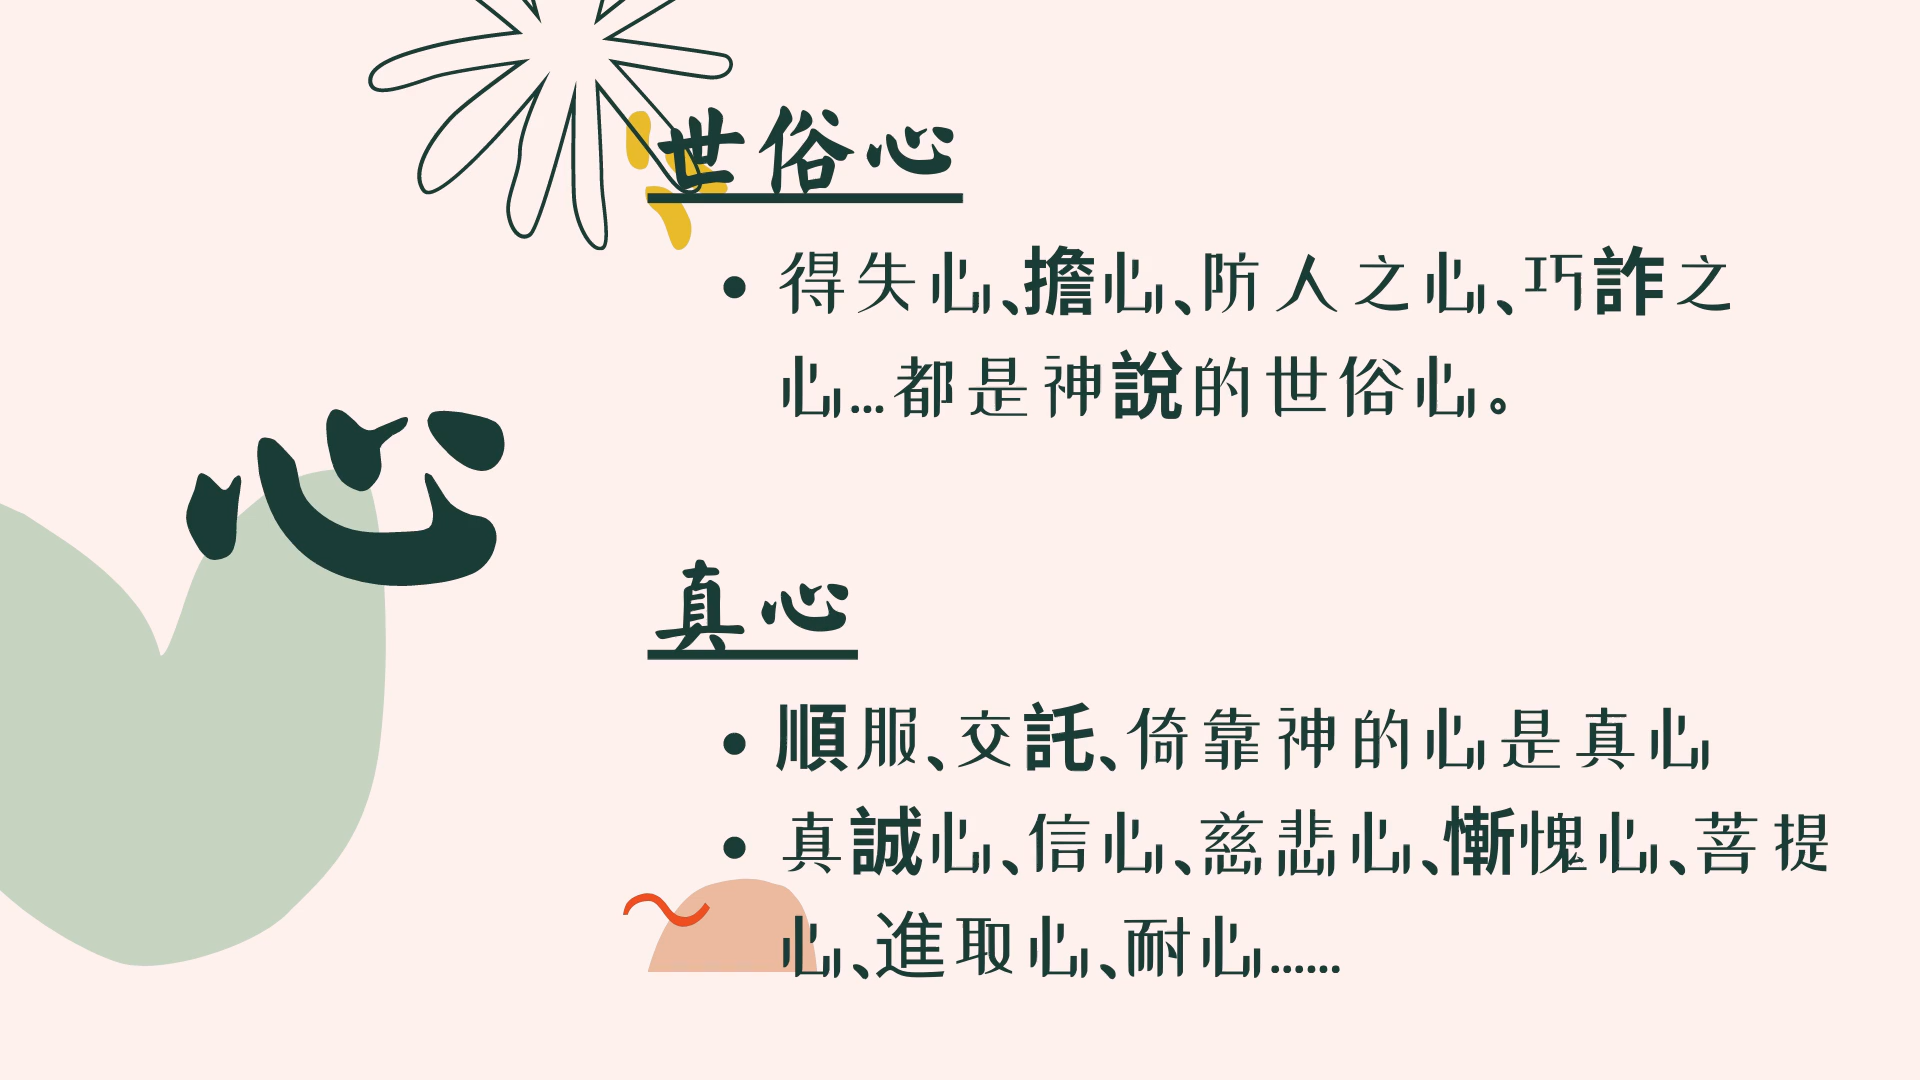 心
世俗心
• 得失心、擔心、防人之心、巧詐之
心...都是神說的世俗心。
真心
• 順服、交託、倚靠神的心是真心
• 真誠心、信心、慈悲心、慚愧心、菩提
心、進取心、耐心......